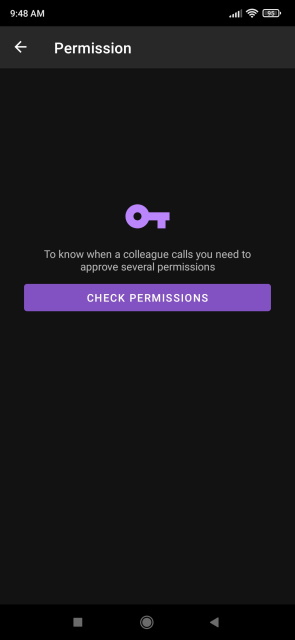 9:48 AM
95
Permission
To know when a colleague calls you need to
approve several permissions
CHECK PERMISSIONS